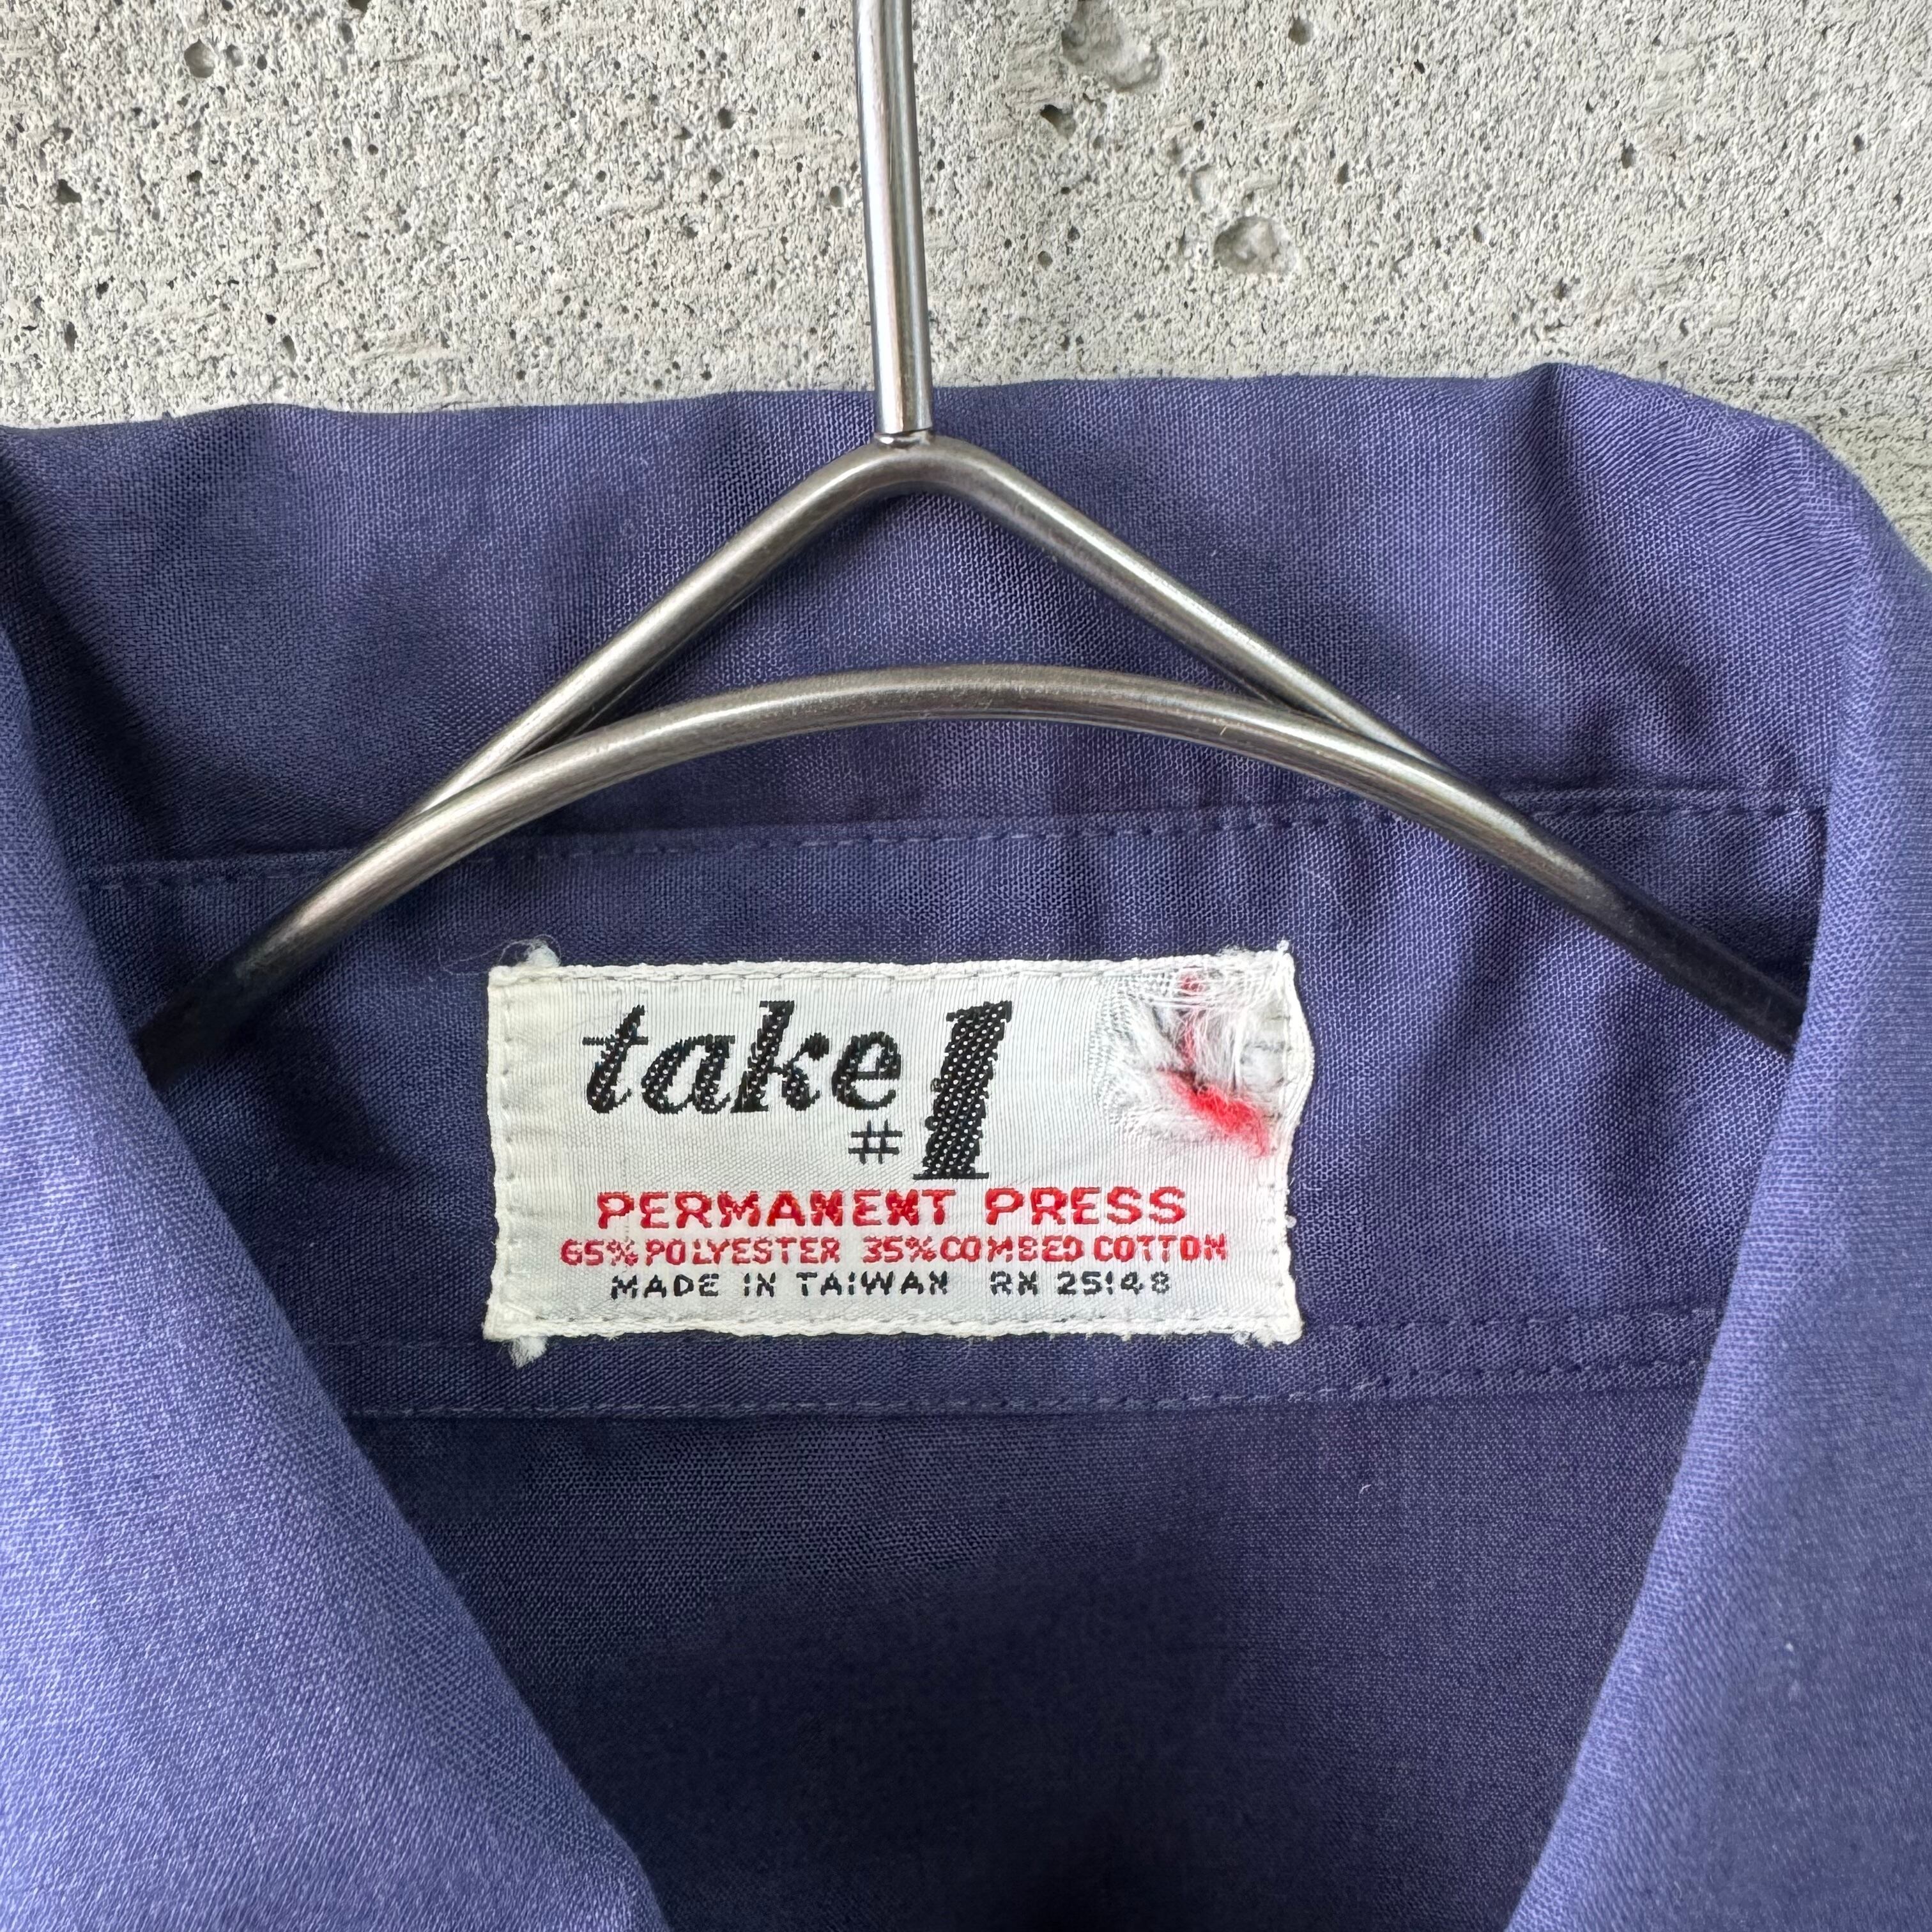 take #1
PERMANENT PRESS
65% POLYESTER 35% COMBED COTTON
MADE IN TAIWAN RN 25148